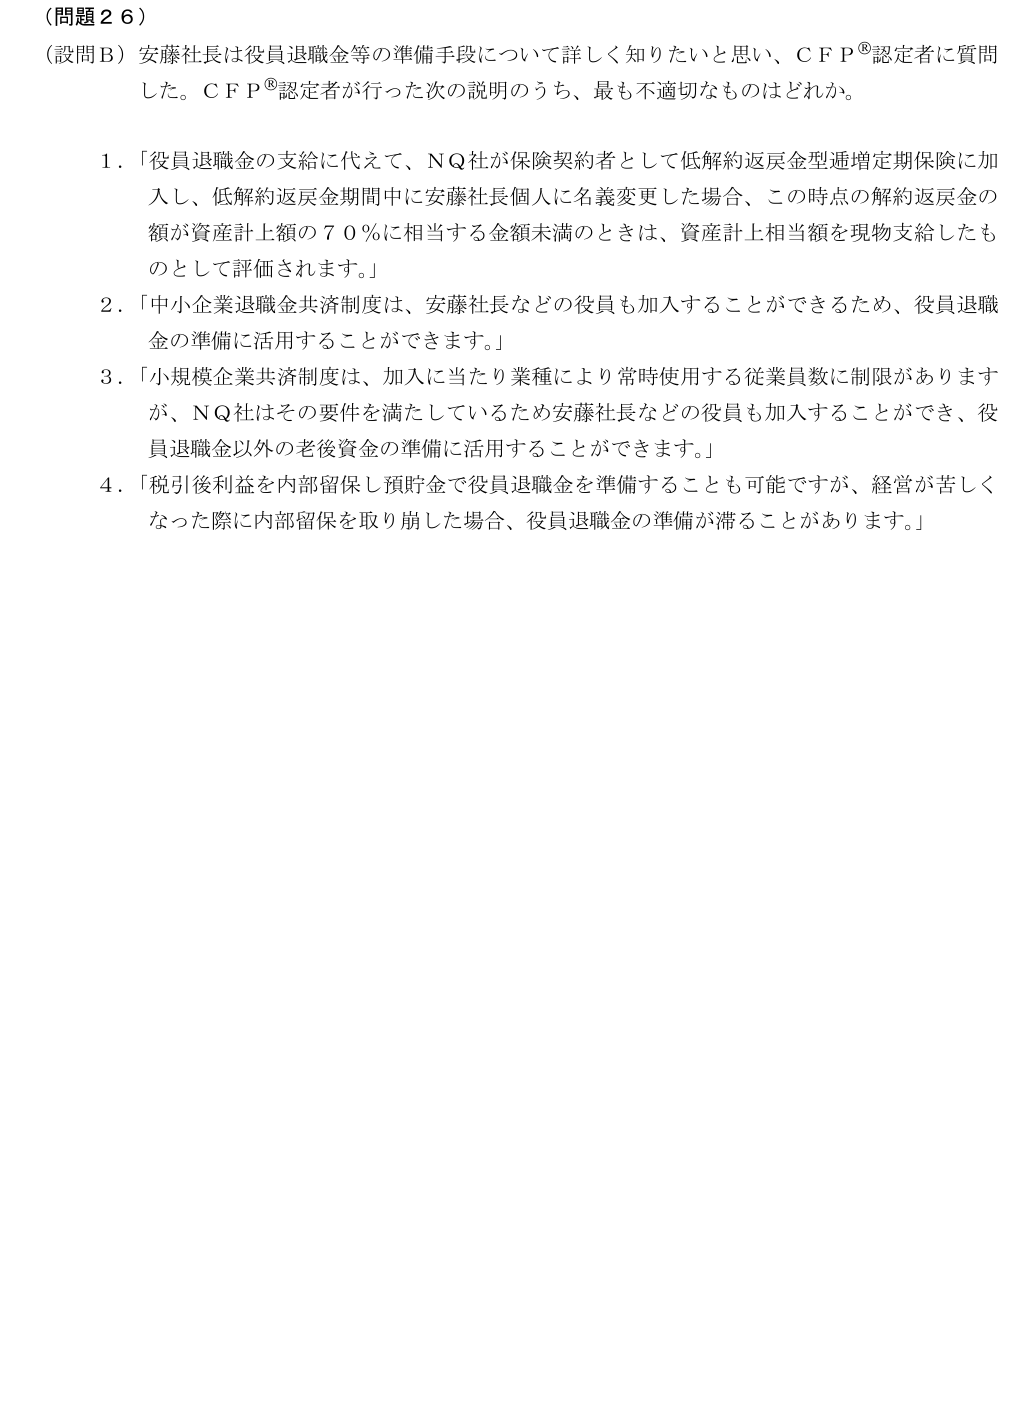 （問題２６）
（設問Ｂ）安藤社長は役員退職金等の準備手段について詳しく知りたいと思い、ＣＦＰ®認定者に質問
した。ＣＦＰ®認定者が行った次の説明のうち、最も不適切なものはどれか。
１．「役員退職金の支給に代えて、ＮＱ社が保険契約者として低解約返戻金型逓増定期保険に加
入し、低解約返戻金期間中に安藤社長個人に名義変更した場合、この時点の解約返戻金の
額が資産計上額の７０％に相当する金額未満のときは、資産計上相当額を現物支給したも
のとして評価されます。」
２．「中小企業退職金共済制度は、安藤社長などの役員も加入することができるため、役員退職
金の準備に活用することができます。」
３．「小規模企業共済制度は、加入に当たり業種により常時使用する従業員数に制限があります
が、ＮＱ社はその要件を満たしているため安藤社長などの役員も加入することができ、役
員退職金以外の老後資金の準備に活用することができます。」
４．「税引後利益を内部留保し預貯金で役員退職金を準備することも可能ですが、経営が苦しく
なった際に内部留保を取り崩した場合、役員退職金の準備が滞ることがあります。」